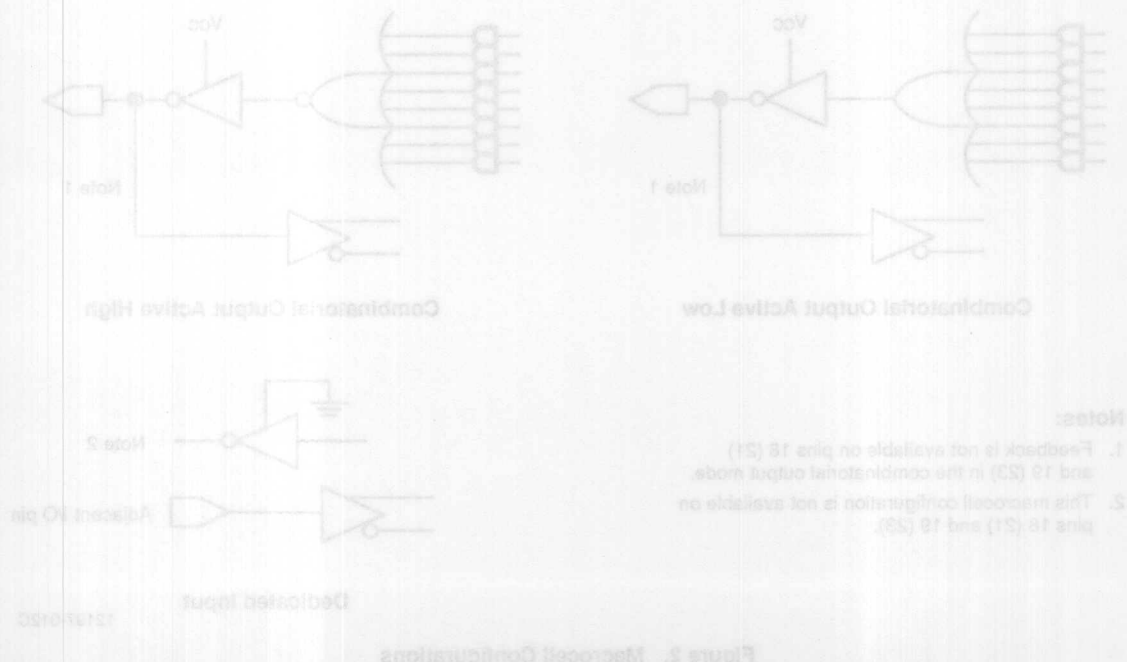 Vcc
Vcc
Note 1
Note 1
Combinatorial Output Active Low
Combinatorial Output Active High
Notes:
1. Feedback is not available on pins 18 (21)
and 19 (23) in the combinatorial output mode.
2. This macrocell configuration is not available on
pins 18 (21) and 19 (23).
Note 2
Adjacent I/O pin
Dedicated Input
Figure 2. Macrocell Configurations